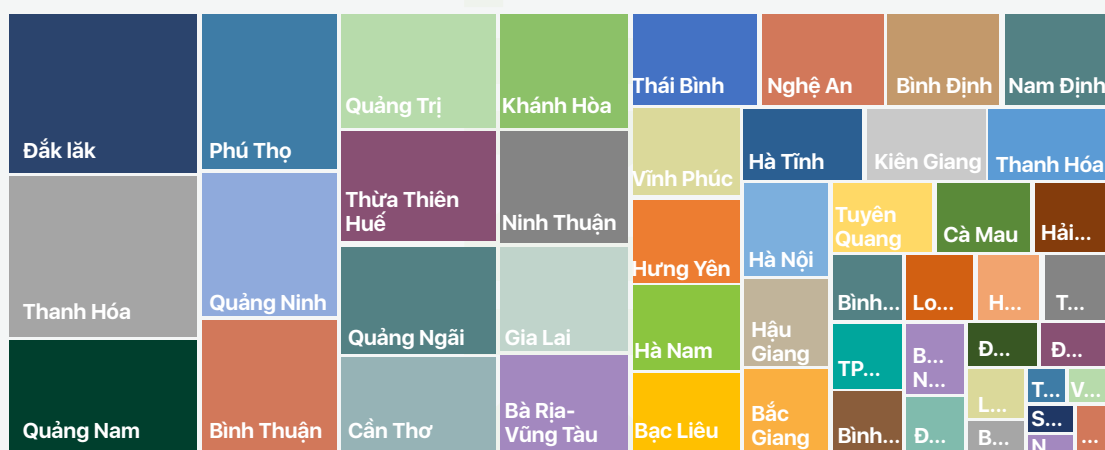 Đắk lăk
Thanh Hóa
Quảng Nam
Phú Thọ
Quảng Ninh
Bình Thuận
Quảng Trị
Thừa Thiên
Huế
Quảng Ngãi
Cần Thơ
Khánh Hòa
Ninh Thuận
Gia Lai
Bà Rịa-
Vũng Tàu
Thái Bình
Nghệ An
Bình Định
Nam Định
Vĩnh Phúc
Hà Tĩnh
Kiên Giang
Thanh Hóa
Hưng Yên
Hà Nam
Bạc Liêu
Hà Nội
Hậu
Giang
Bắc
Giang
Tuyên
Quang
Cà Mau
Hải...
Bình...
Lo...
H...
T...
TP...
B...
N...
Đ...
Đ...
Bình...
Đ...
L...
B...
T...
V...
S...
N...
...